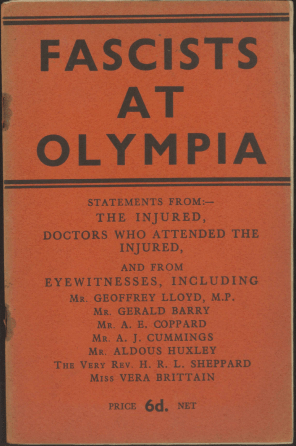 FASCISTS
AT
OLYMPIA
STATEMENTS FROM:—
THE INJURED,
DOCTORS WHO ATTENDED THE
INJURED,
AND FROM
EYEWITNESSES, INCLUDING
MR. GEOFFREY LLOYD, M.P.
MR. GERALD BARRY
MR. A. E. COPPARD
MR. A. J. CUMMINGS
MR. ALDOUS HUXLEY
THE VERY REV. H. R. L. SHEPPARD
MISS VERA BRITTAIN
PRICE 6d. NET